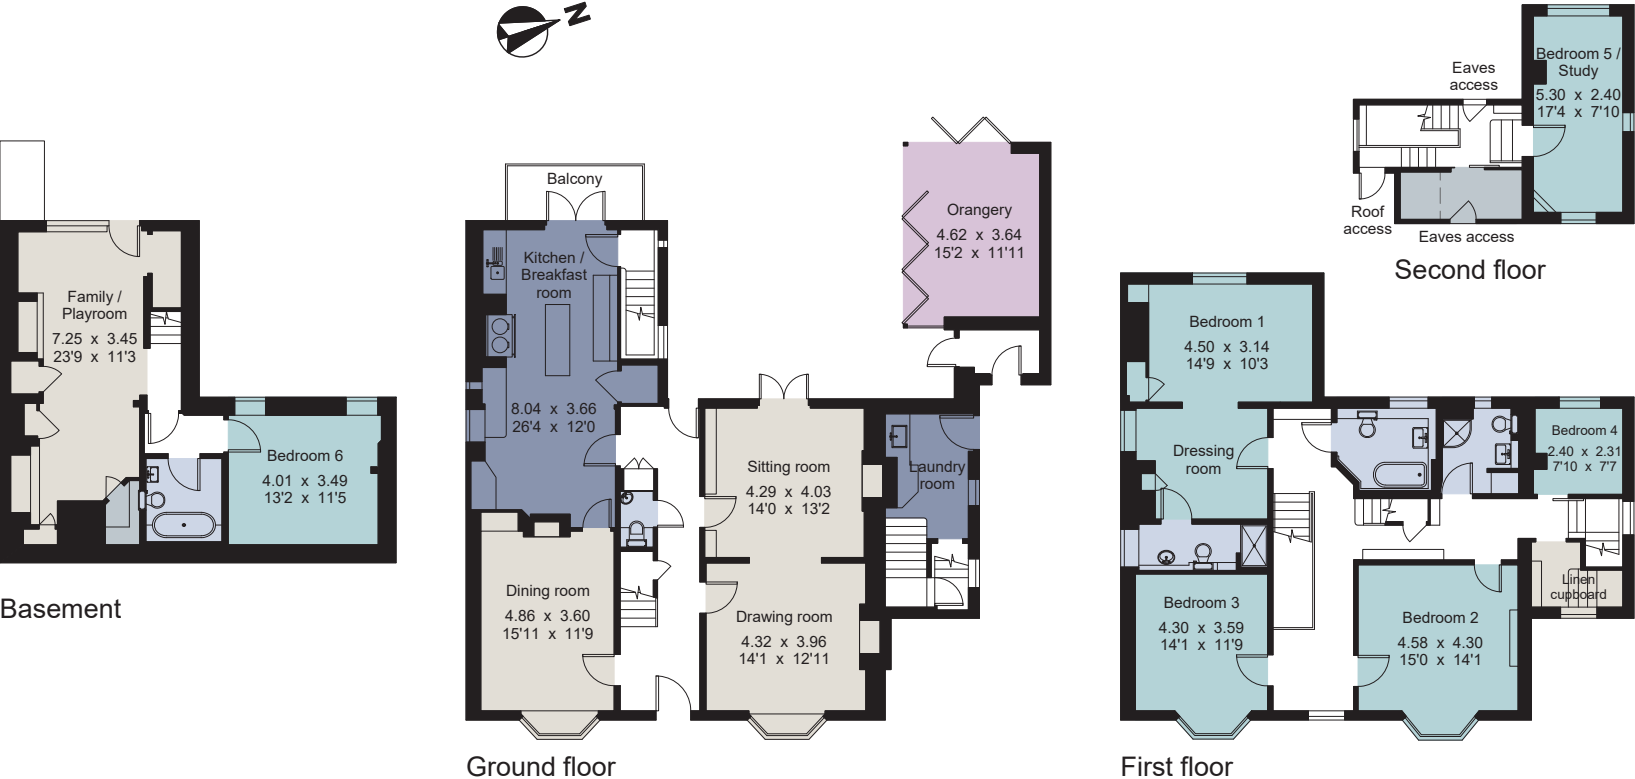 N
Family /
Playroom
7.25 x 3.45
23'9 x 11'3
Bedroom 6
4.01 x 3.49
13'2 x 11'5
Basement
Balcony
Kitchen /
Breakfast
room
8.04 x 3.66
26'4 x 12'0
Dining room
4.86 x 3.60
15'11 x 11'9
Sitting room
4.29 x 4.03
14'0 x 13'2
Drawing room
4.32 x 3.96
14'1 x 12'11
Laundry
room
Orangery
4.62 x 3.64
15'2 x 11'11
Ground floor
Bedroom 5 /
Study
5.30 x 2.40
17'4 x 7'10
Eaves
access
Roof
access
Eaves access
Second floor
Bedroom 1
4.50 x 3.14
14'9 x 10'3
Dressing
room
Bedroom 4
2.40 x 2.31
7'10 x 7'7
Bedroom 3
4.30 x 3.59
14'1 x 11'9
Bedroom 2
4.58 x 4.30
15'0 x 14'1
Linen
cupboard
First floor